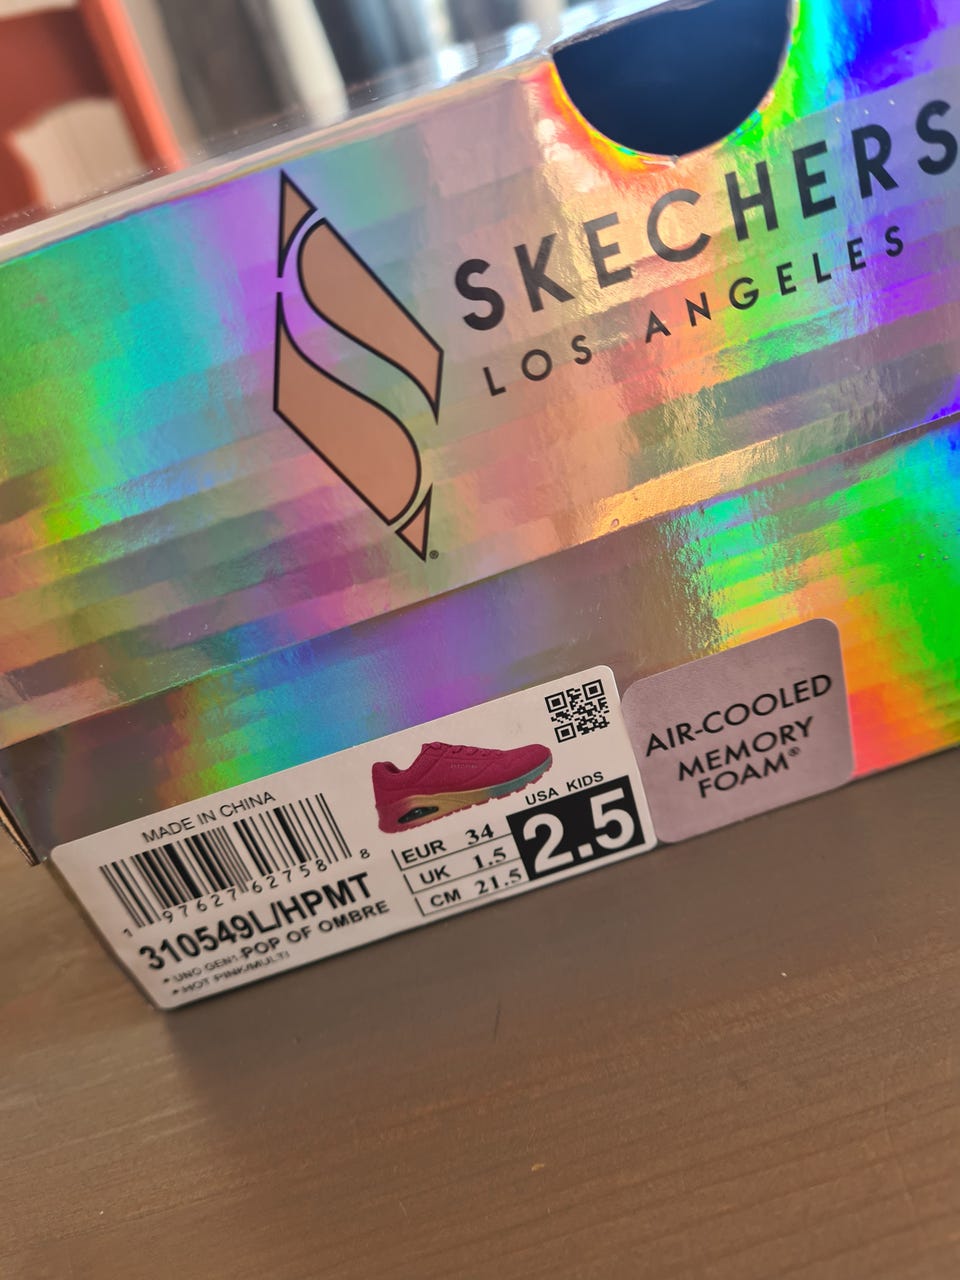 SKECHERS
LOS ANGELES
®
AIR-COOLED
MEMORY
FOAM®
MADE IN CHINA
1 97627 62758 8
310549L/HPMT
• UNO GEN1-POP OF OMBRE
• HOT PINK/MULTI
USA KIDS
2.5
EUR 34
UK 1.5
CM 21.5